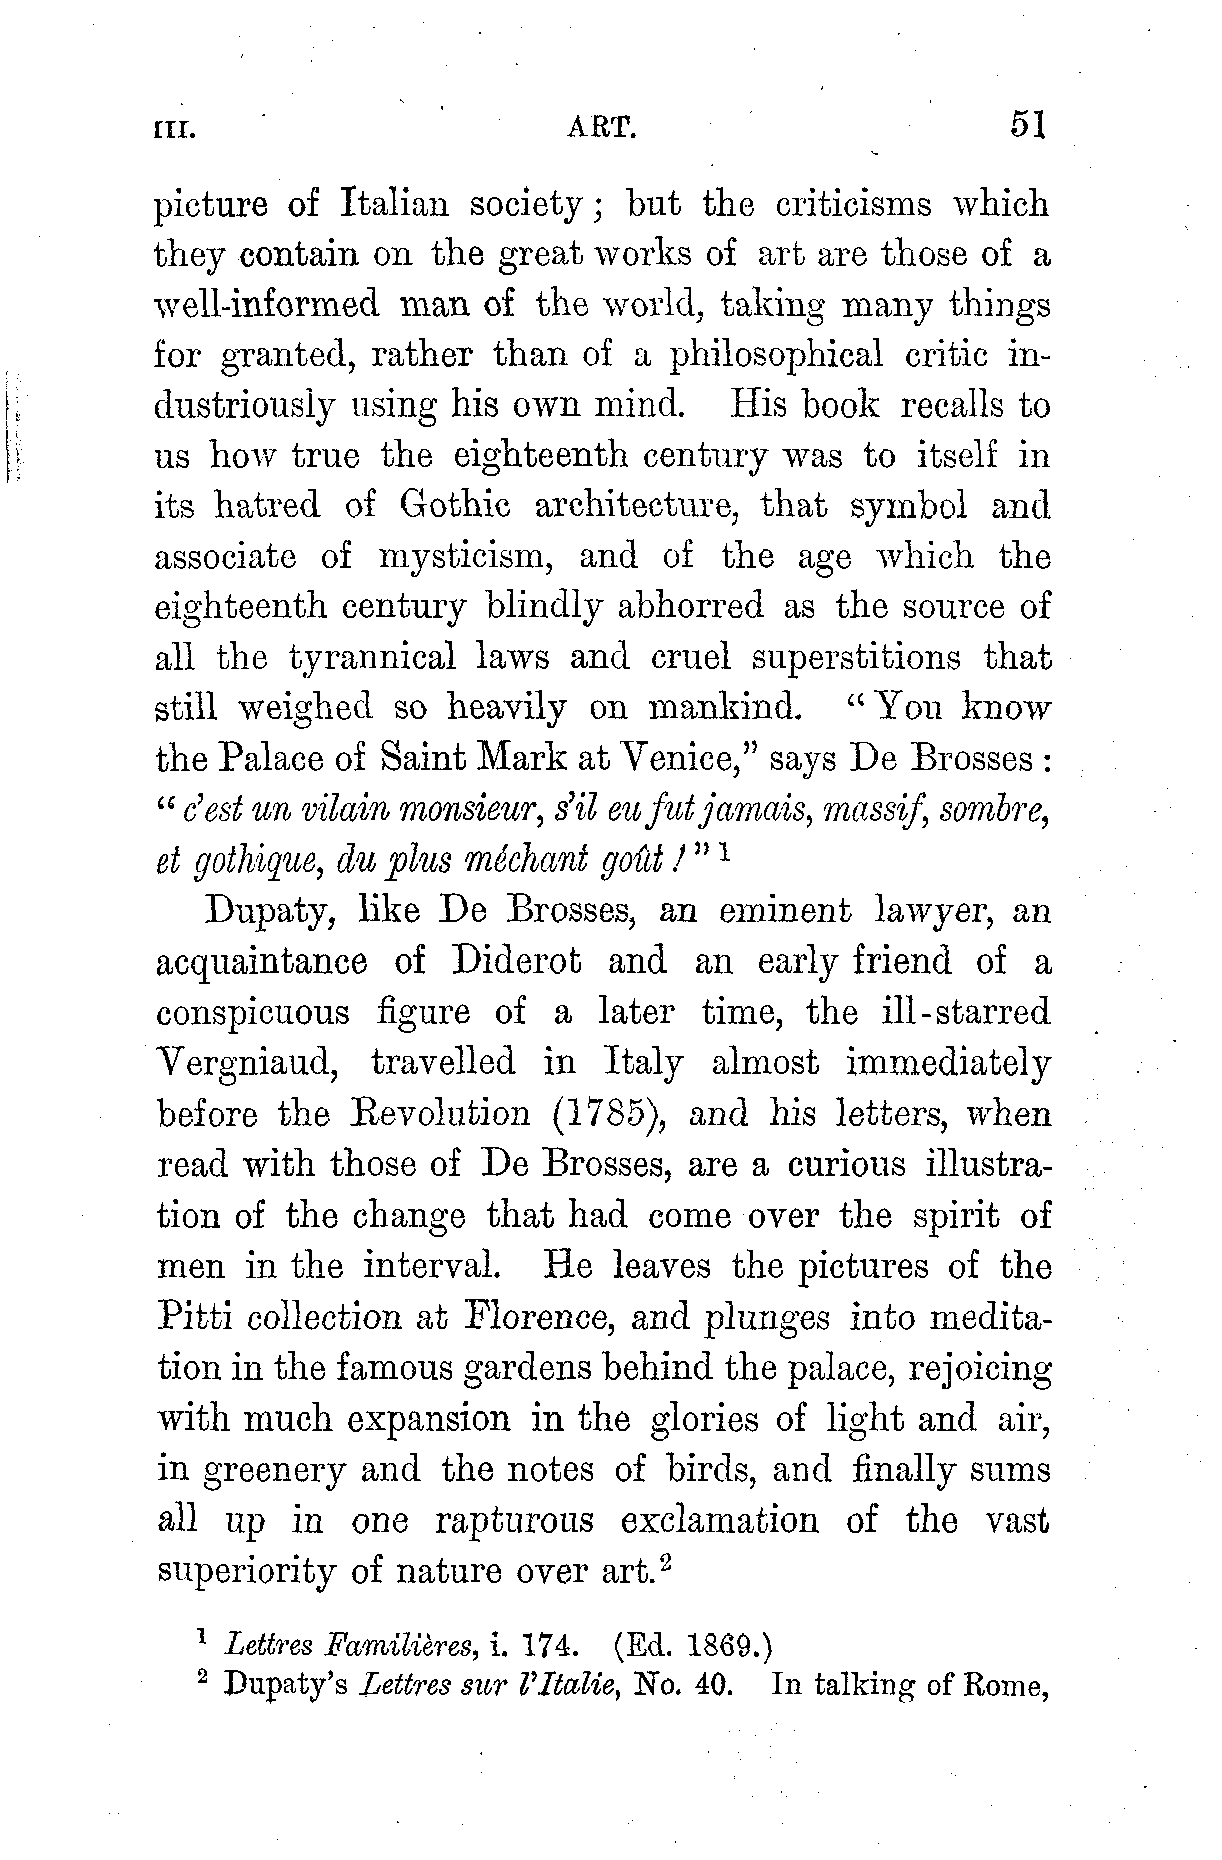 III. ART. 51
picture of Italian society ; but the criticisms which
they contain on the great works of art are those of a
well-informed man of the world, taking many things
for granted, rather than of a philosophical critic in-
dustriously using his own mind. His book recalls to
us how true the eighteenth century was to itself in
its hatred of Gothic architecture, that symbol and
associate of mysticism, and of the age which the
eighteenth century blindly abhorred as the source of
all the tyrannical laws and cruel superstitions that
still weighed so heavily on mankind. “ You know
the Palace of Saint Mark at Venice,” says De Brosses :
“ c’est un vilain monsieur, s’il eu fut jamais, massif, sombre,
et gothique, du plus méchant goût ! ” 1
Dupaty, like De Brosses, an eminent lawyer, an
acquaintance of Diderot and an early friend of a
conspicuous figure of a later time, the ill-starred
Vergniaud, travelled in Italy almost immediately
before the Revolution (1785), and his letters, when
read with those of De Brosses, are a curious illustra-
tion of the change that had come over the spirit of
men in the interval. He leaves the pictures of the
Pitti collection at Florence, and plunges into medita-
tion in the famous gardens behind the palace, rejoicing
with much expansion in the glories of light and air,
in greenery and the notes of birds, and finally sums
all up in one rapturous exclamation of the vast
superiority of nature over art.2
1 Lettres Familières, i. 174. (Ed. 1869.)
2 Dupaty’s Lettres sur l’Italie, No. 40. In talking of Rome,